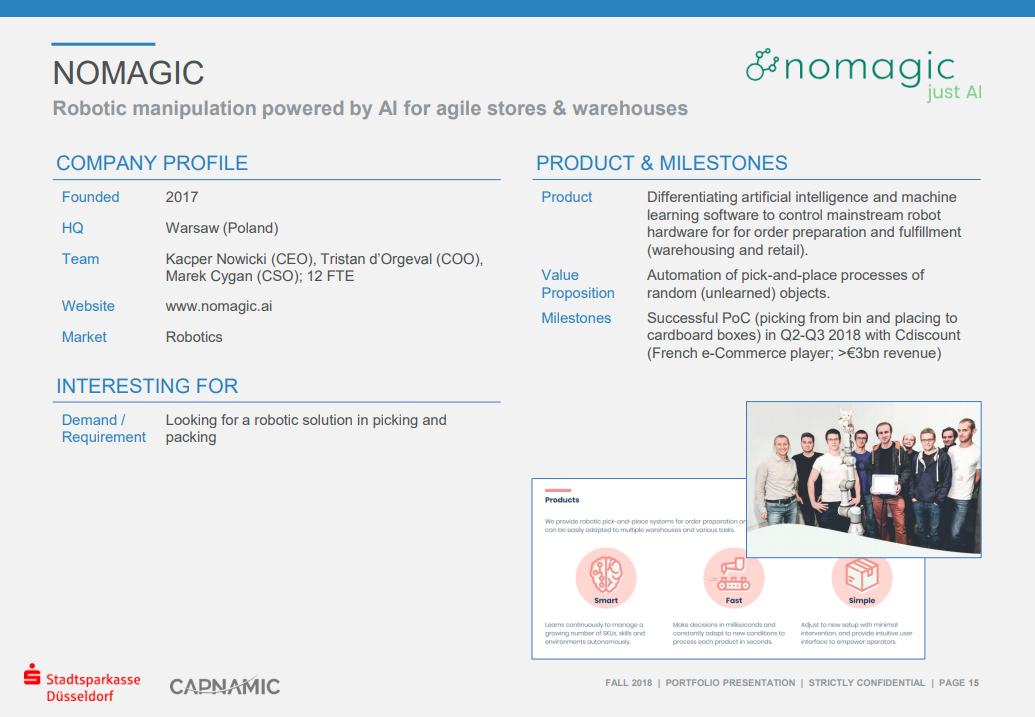 NOMAGIC
Robotic manipulation powered by AI for agile stores & warehouses
nomagic
just AI
COMPANY PROFILE
Founded 2017
HQ Warsaw (Poland)
Team Kacper Nowicki (CEO), Tristan d'Orgeval (COO),
Marek Cygan (CSO); 12 FTE
Website www.nomagic.ai
Market Robotics
INTERESTING FOR
Demand / Looking for a robotic solution in picking and
Requirement packing
PRODUCT & MILESTONES
Product Differentiating artificial intelligence and machine
learning software to control mainstream robot
hardware for for order preparation and fulfillment
(warehousing and retail).
Value Automation of pick-and-place processes of
Proposition random (unlearned) objects.
Milestones Successful PoC (picking from bin and placing to
cardboard boxes) in Q2-Q3 2018 with Cdiscount
(French e-Commerce player; >€3bn revenue)
Products
We provide robotic pick-and-place systems for order preparation
can be easily adapted to multiple warehouses and various tasks.
Smart
Learns continuously to manage a
growing number of SKUs, skills and
environments autonomously.
Fast
Make decisions in milliseconds and
constantly adapt to new conditions to
process each product in seconds.
Simple
Adjust to new setup with minimal
intervention, and provide intuitive user
interface to empower operators.
Stadtsparkasse
Düsseldorf
CAPNAMIC
FALL 2018 | PORTFOLIO PRESENTATION | STRICTLY CONFIDENTIAL | PAGE 15